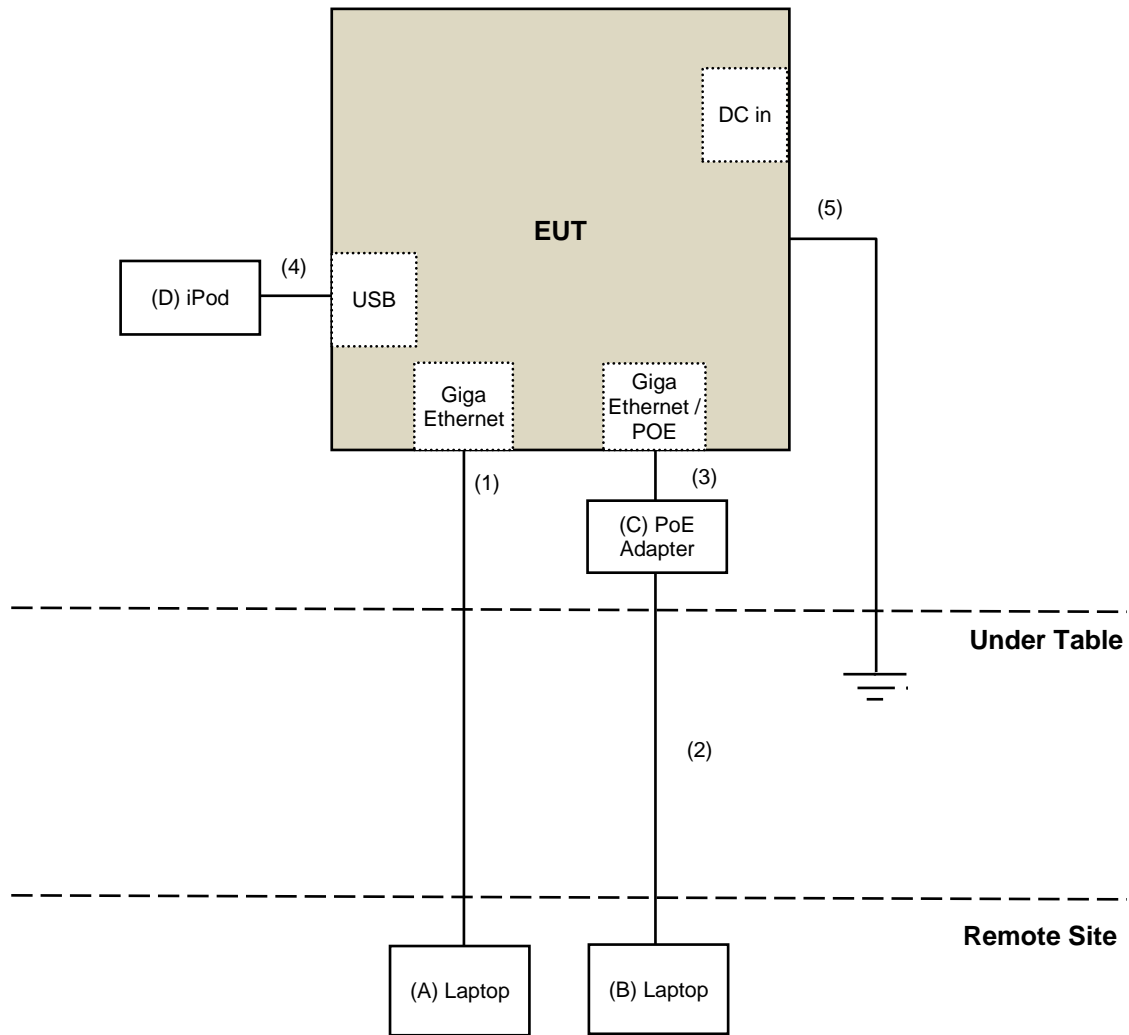 DC in
(5)
EUT
(4)
(D) iPod
USB
Giga
Ethernet
Giga
Ethernet /
POE
(1)
(3)
(C) PoE
Adapter
Under Table
(2)
Remote Site
(A) Laptop
(B) Laptop